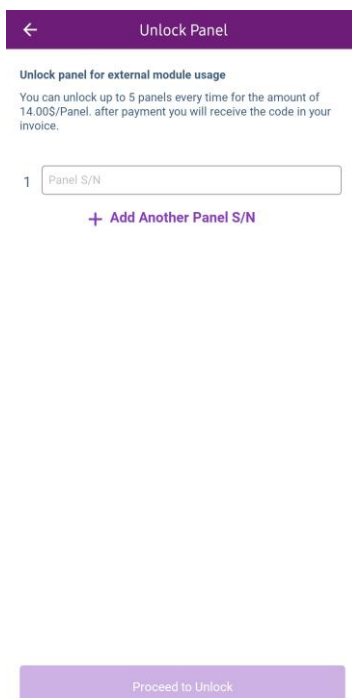 Unlock Panel
Unlock panel for external module usage
You can unlock up to 5 panels every time for the amount of
14.00$/Panel. after payment you will receive the code in your
invoice.
1 Panel S/N
+ Add Another Panel S/N
Proceed to Unlock